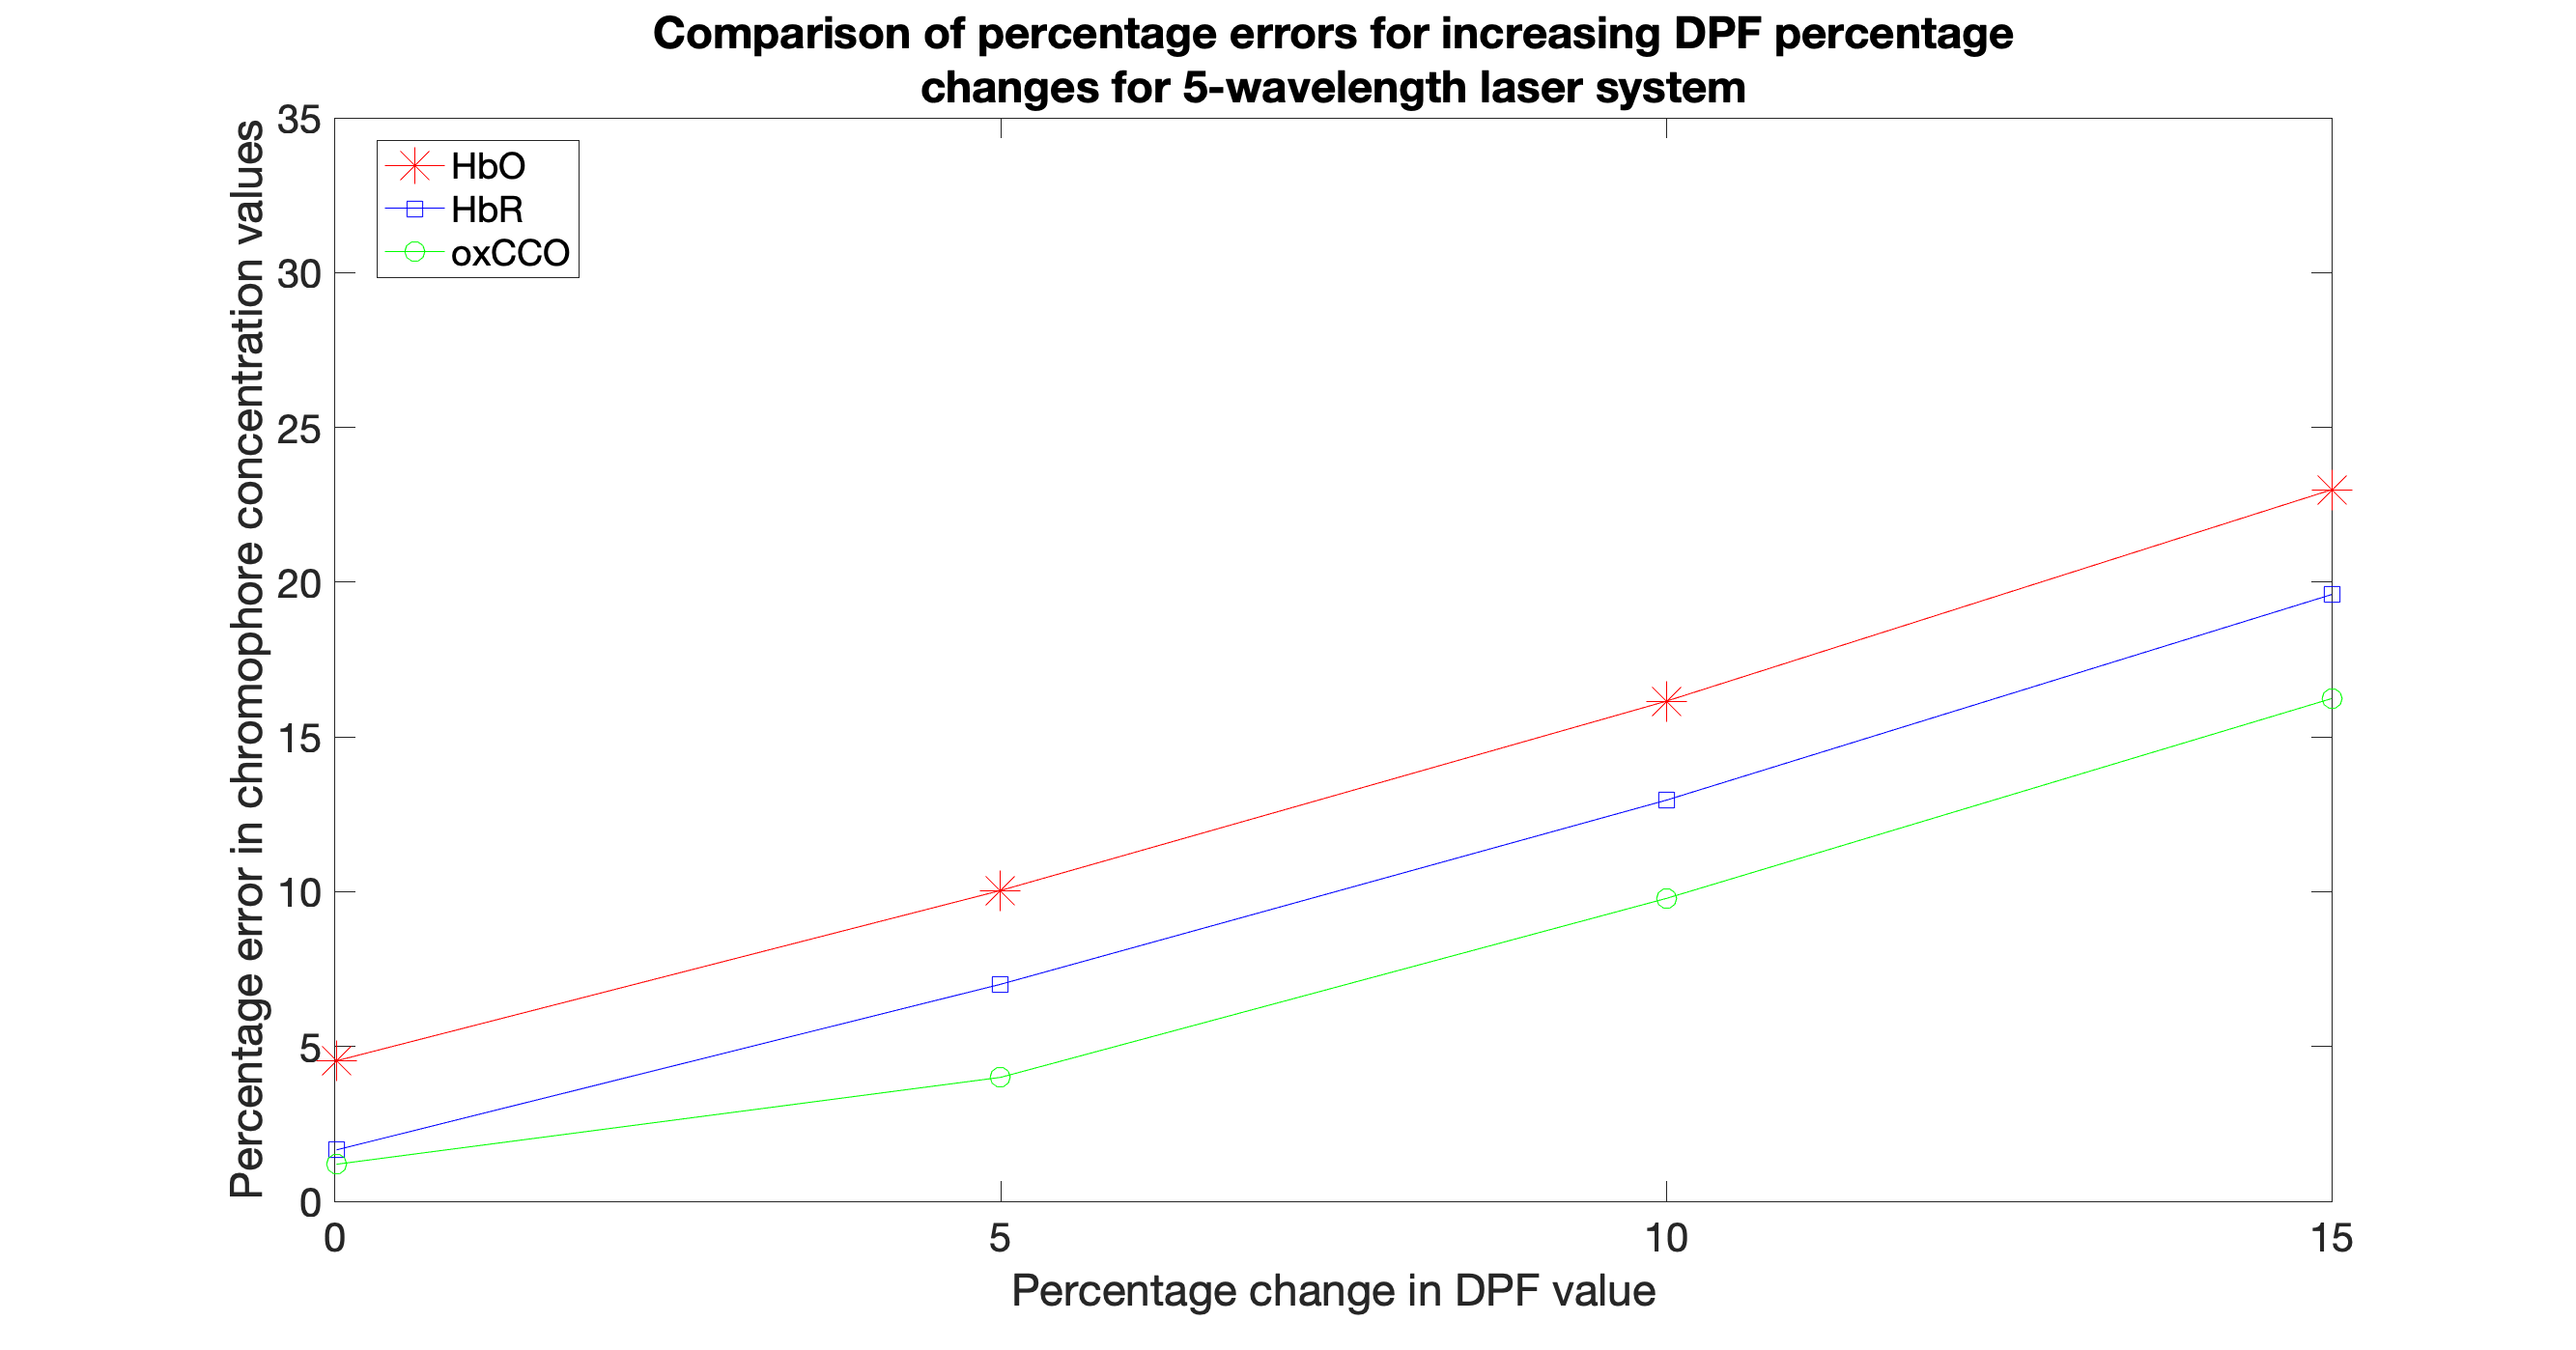 Comparison of percentage errors for increasing DPF percentage
changes for 5-wavelength laser system
Percentage error in chromophore concentration values
35
30
25
20
15
10
5
0
HbO
HbR
oxCCO
0 5 10 15
Percentage change in DPF value